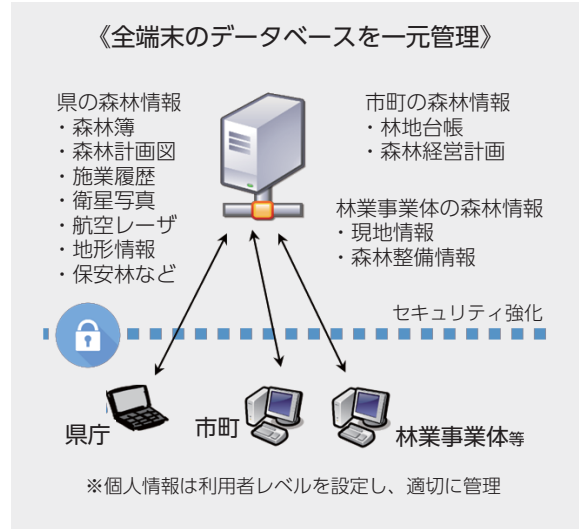 《全端末のデータベースを一元管理》
県の森林情報
・森林簿
・森林計画図
・施業履歴
・衛星写真
・航空レーザ
・地形情報
・保安林など
市町の森林情報
・林地台帳
・森林経営計画
林業事業体の森林情報
・現地情報
・森林整備情報
セキュリティ強化
県庁
市町
林業事業体等
※個人情報は利用者レベルを設定し、適切に管理